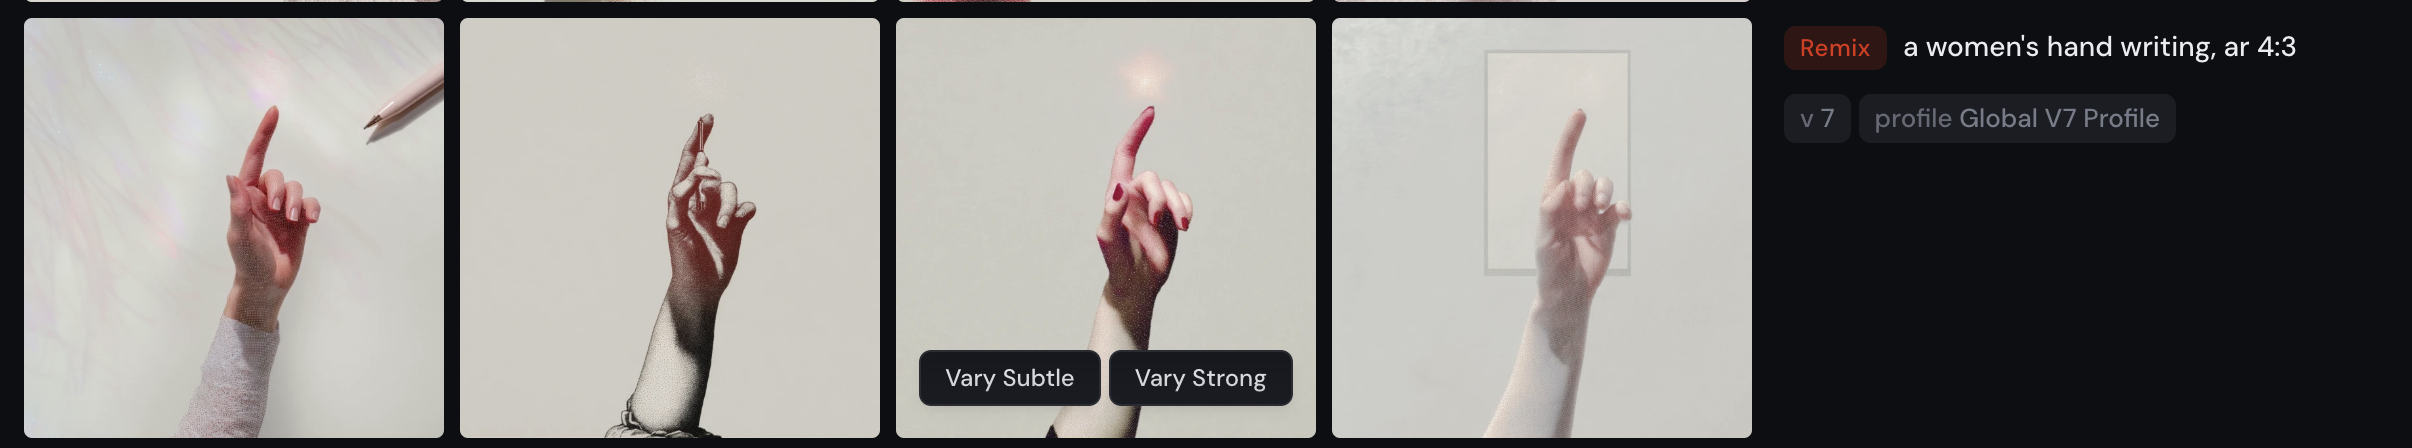 Remix a women's hand writing, ar 4:3
v 7 profile Global V7 Profile
Vary Subtle Vary Strong